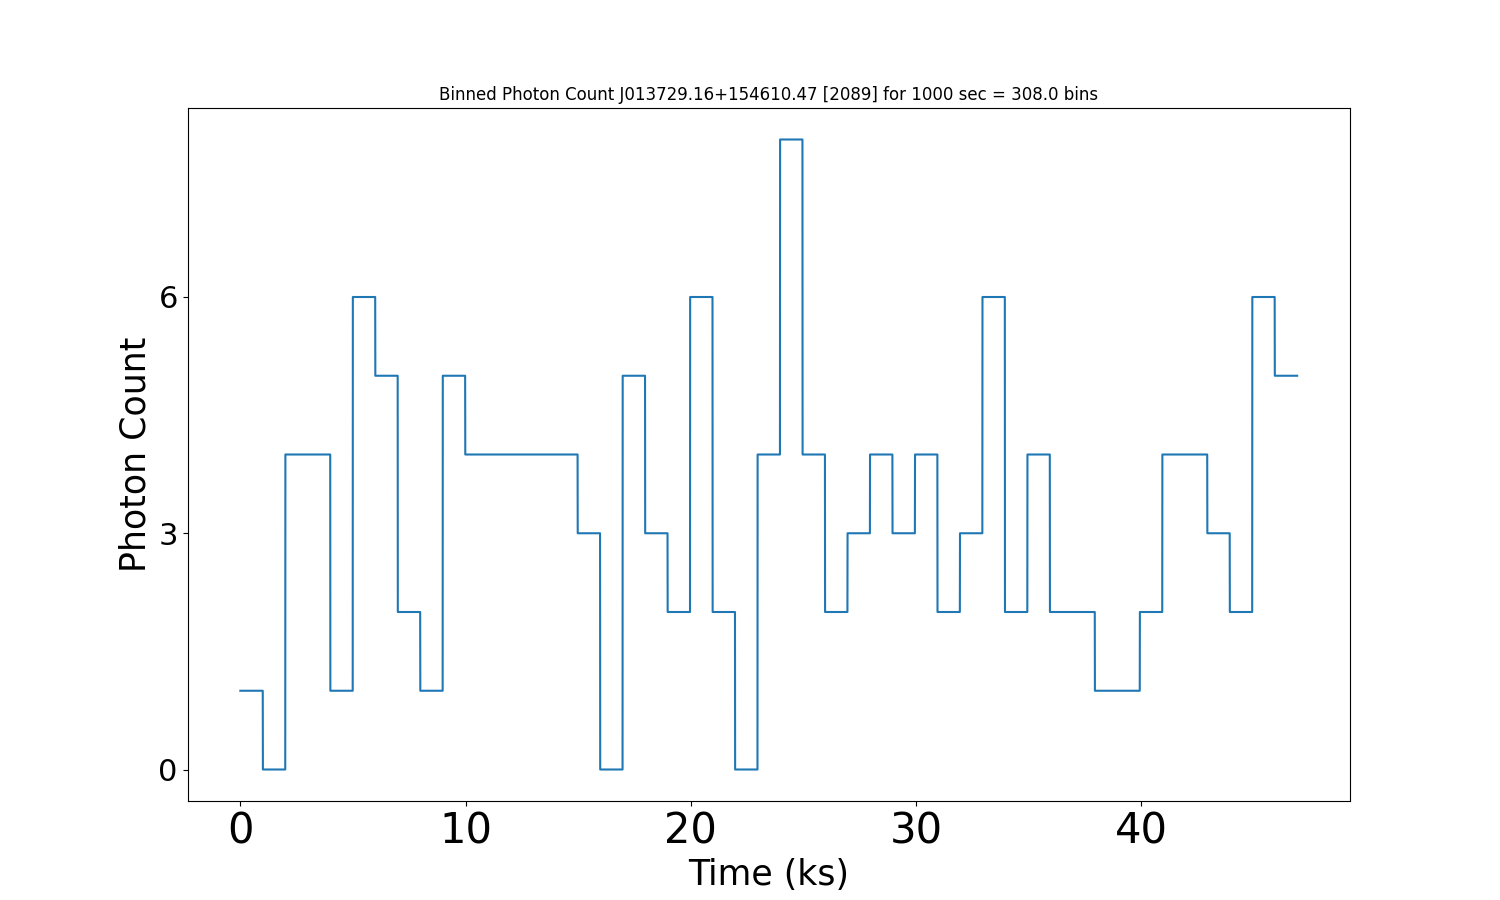 Binned Photon Count J013729.16+154610.47 [2089] for 1000 sec = 308.0 bins
Photon Count
6
3
0
0 10 20 30 40
Time (ks)